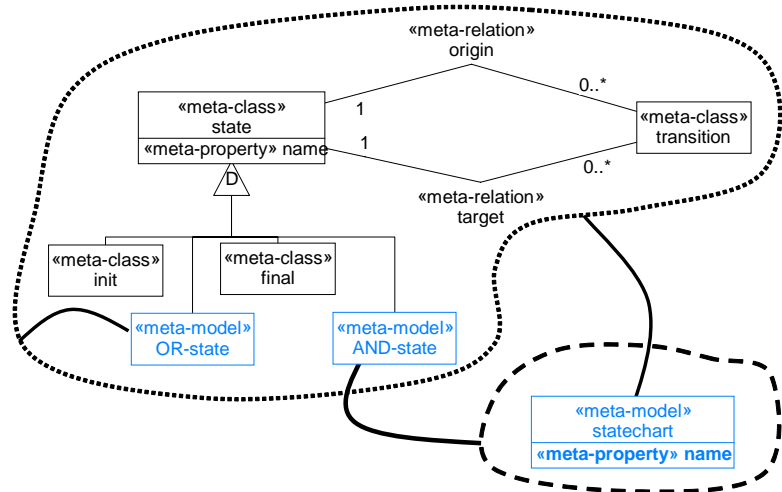 «meta-relation»
origin
0..*
«meta-class»
state
«meta-property» name
1
1
«meta-class»
transition
0..*
D
«meta-relation»
target
«meta-class»
init
«meta-class»
final
«meta-model»
OR-state
«meta-model»
AND-state
«meta-model»
statechart
«meta-property» name